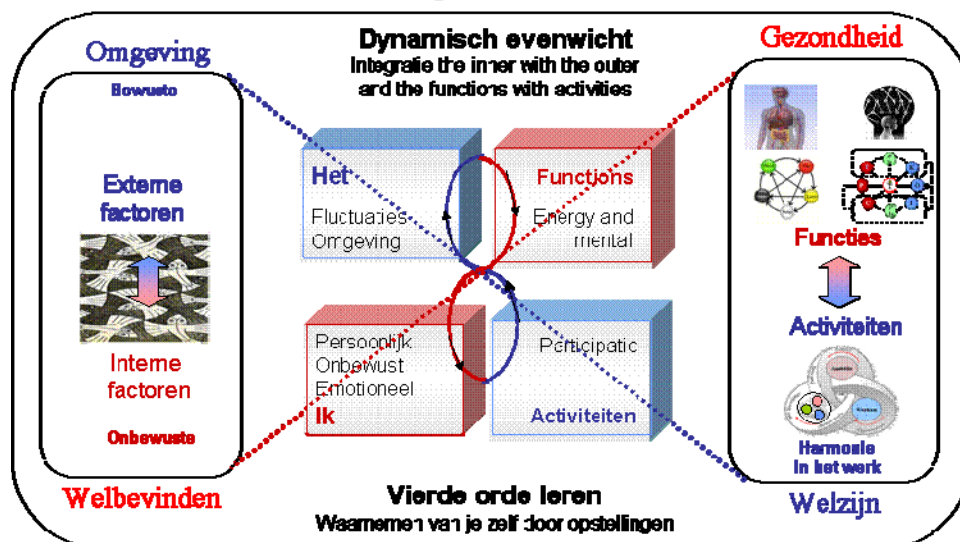 Omgeving
Bewuste
Externe
factoren
Interne
factoren
Onbewuste
Welbevinden
Dynamisch evenwicht
Integratie the inner with the outer
and the functions with activities
Het
Fluctuaties
Omgeving
Functions
Energy and
mental
Persoonlijk
Onbewust
Emotioneel
Ik
Participatic
Activiteiten
Vierde orde leren
Waarnemen van je zelf door opstellingen
Gezondheid
Functies
Activiteiten
Harmonie
in het werk
Welzijn